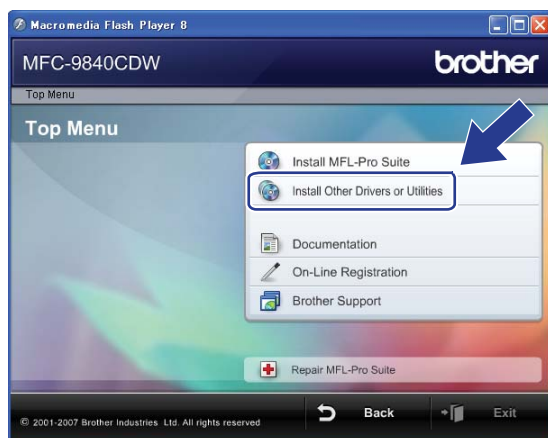 Macromedia Flash Player 8
MFC-9840CDW
brother
Top Menu
Top Menu
Install MFL-Pro Suite
Install Other Drivers or Utilities
Documentation
On-Line Registration
Brother Support
Repair MFL-Pro Suite
© 2001-2007 Brother Industries Ltd. All rights reserved
Back
Exit